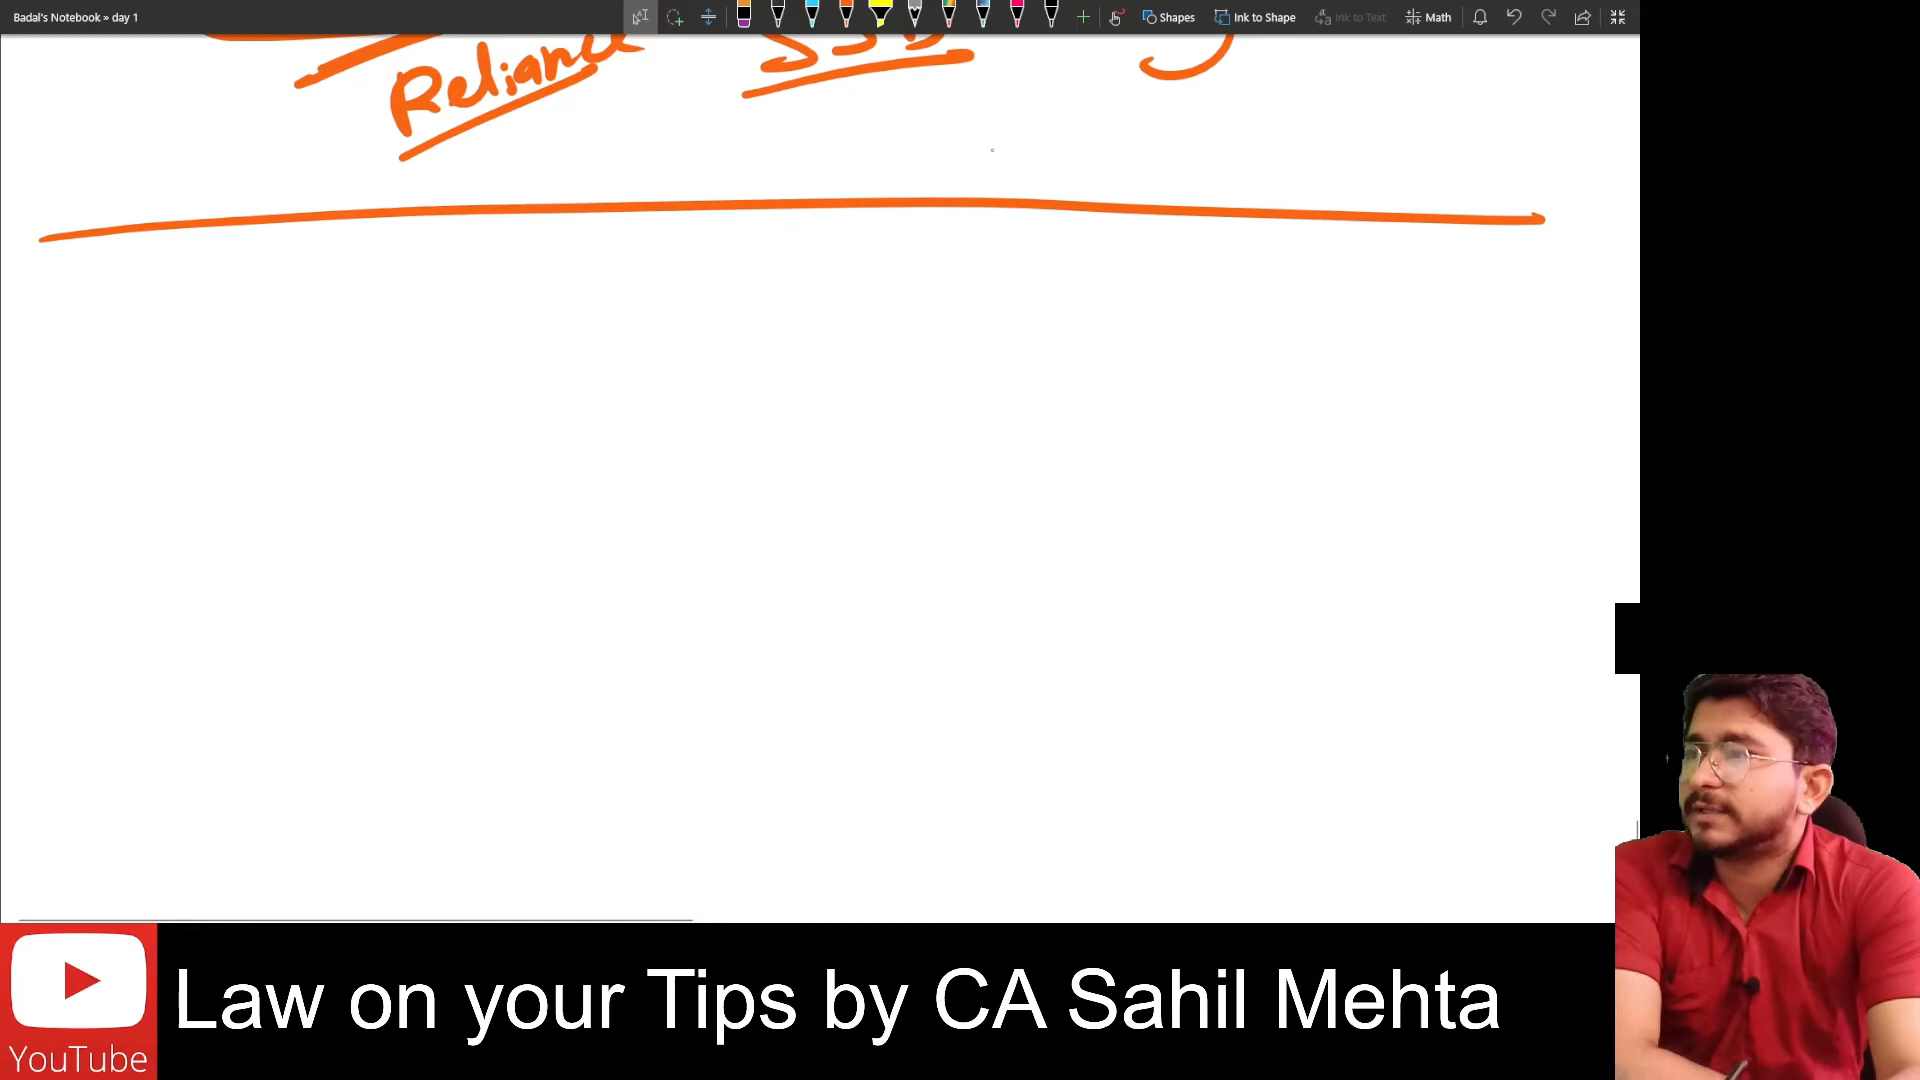 Badal's Notebook » day 1
Shapes
Ink to Shape
Ink to Text
Math
Reliance
Law on your Tips by CA Sahil Mehta
YouTube